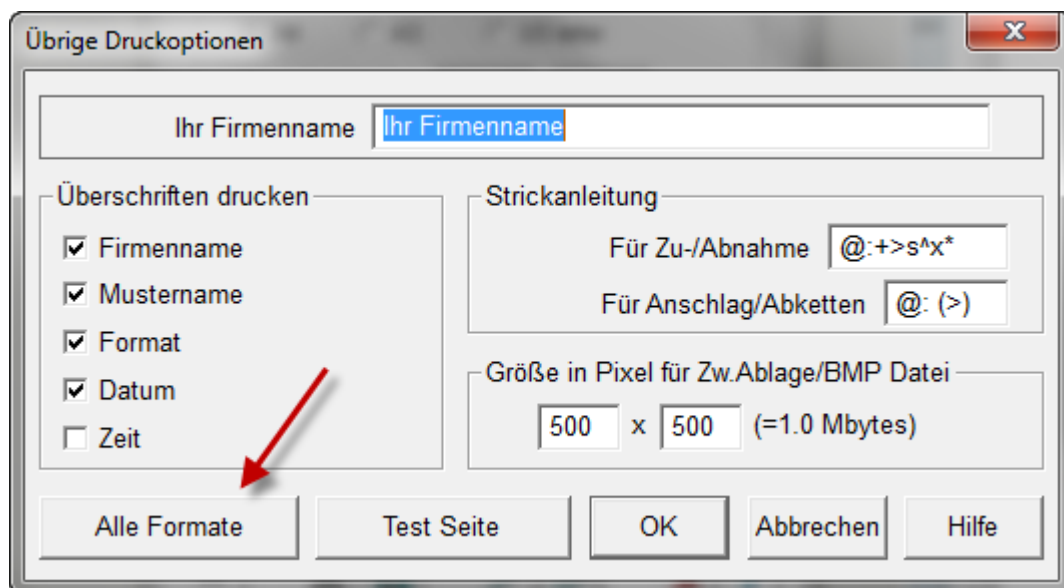 Übrige Druckoptionen
Ihr Firmenname Ihr Firmenname
Überschriften drucken
Firmenname
Mustername
Format
Datum
Zeit
Strickanleitung
Für Zu-/Abnahme @:+>s^x*
Für Anschlag/Abketten @: (>)
Größe in Pixel für Zw.Ablage/BMP Datei
500 x 500 (=1.0 Mbytes)
Alle Formate Test Seite OK Abbrechen Hilfe